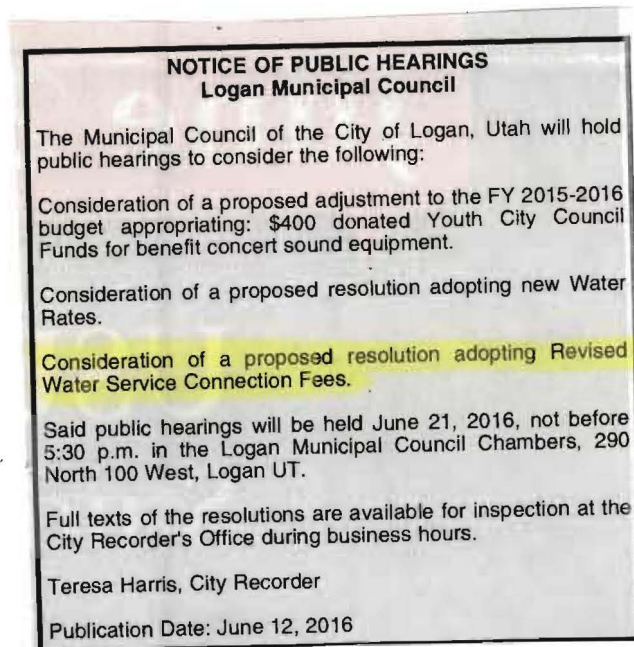 NOTICE OF PUBLIC HEARINGS
Logan Municipal Council
The Municipal Council of the City of Logan, Utah will hold
public hearings to consider the following:
Consideration of a proposed adjustment to the FY 2015-2016
budget appropriating: $400 donated Youth City Council
Funds for benefit concert sound equipment.
Consideration of a proposed resolution adopting new Water
Rates.
Consideration of a proposed resolution adopting Revised
Water Service Connection Fees.
Said public hearings will be held June 21, 2016, not before
5:30 p.m. in the Logan Municipal Council Chambers, 290
North 100 West, Logan UT.
Full texts of the resolutions are available for inspection at the
City Recorder's Office during business hours.
Teresa Harris, City Recorder
Publication Date: June 12, 2016